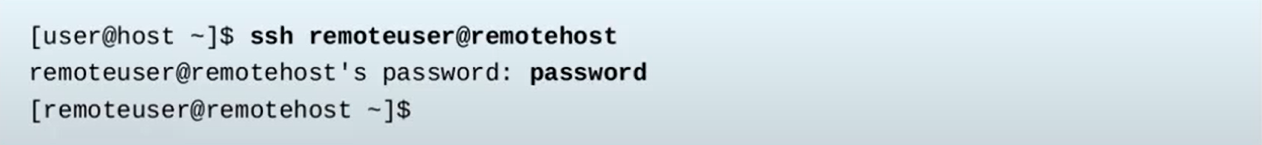 [user@host ~]$ ssh remoteuser@remotehost
remoteuser@remotehost's password: password
[remoteuser@remotehost ~]$